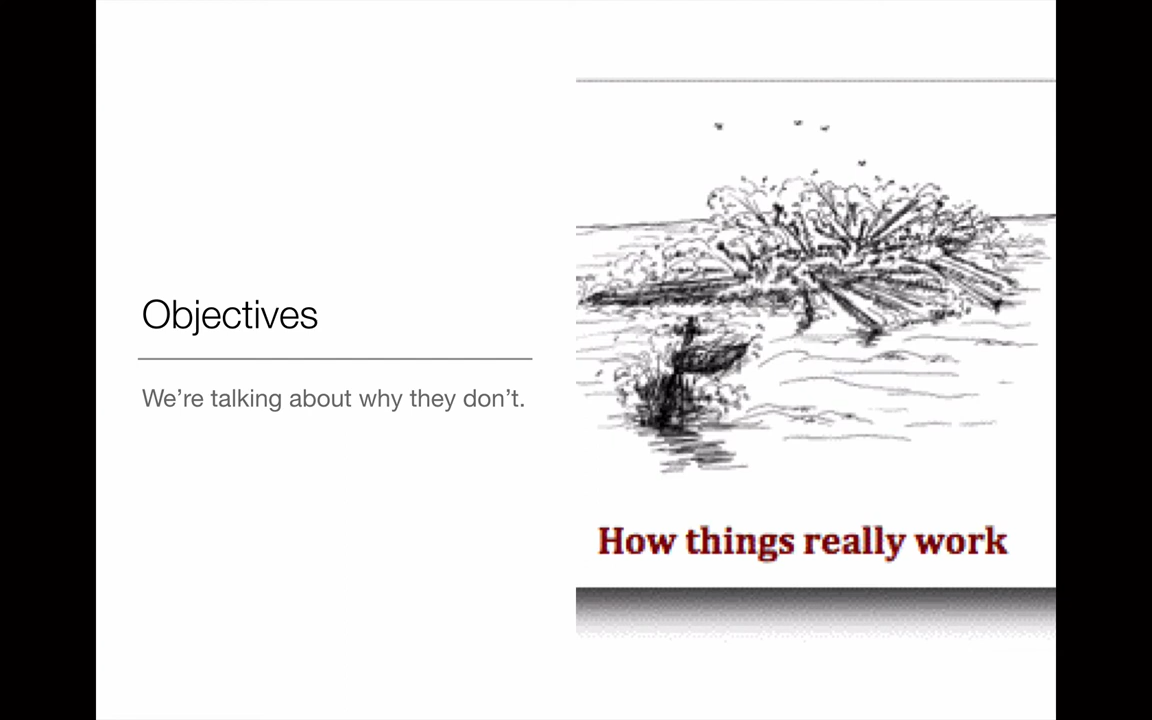 Objectives
We’re talking about why they don’t.
How things really work